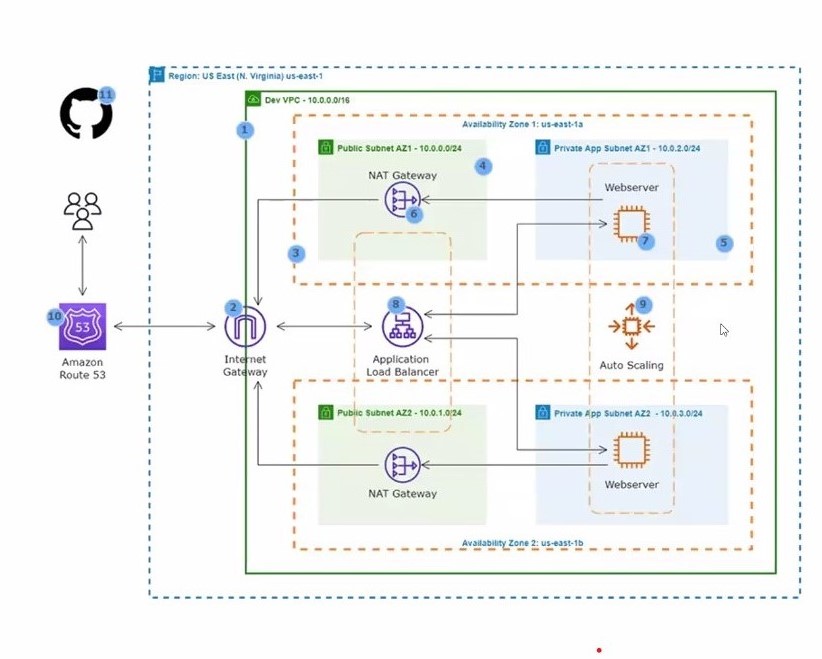 11
Region: US East (N. Virginia) us-east-1
Dev VPC - 10.0.0.0/16
1
Availability Zone 1: us-east-1a
Public Subnet AZ1 - 10.0.0.0/24
4
Private App Subnet AZ1 - 10.0.2.0/24
NAT Gateway
6
Webserver
7
5
3
10
53
Amazon
Route 53
2
Internet
Gateway
8
Application
Load Balancer
9
Auto Scaling
Public Subnet AZ2 - 10.0.1.0/24
Private App Subnet AZ2 - 10.0.3.0/24
NAT Gateway
Webserver
Availability Zone 2: us-east-1b